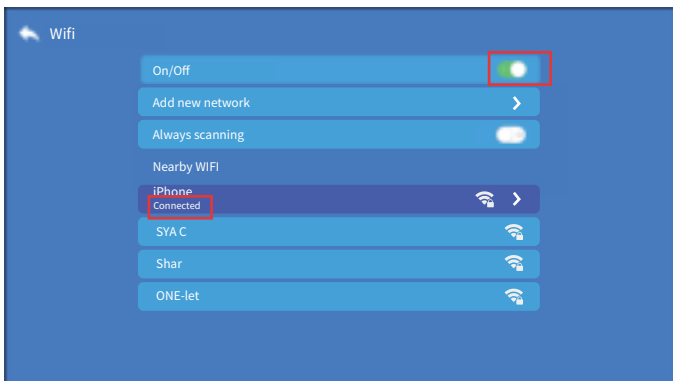 Wifi
On/Off
Add new network
Always scanning
Nearby WIFI
iPhone
Connected
SYA C
Shar
ONE-let